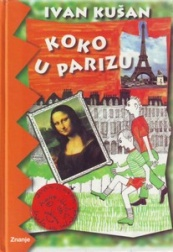 IVAN KUŠAN
KOKO
U PARIZU
Znanje